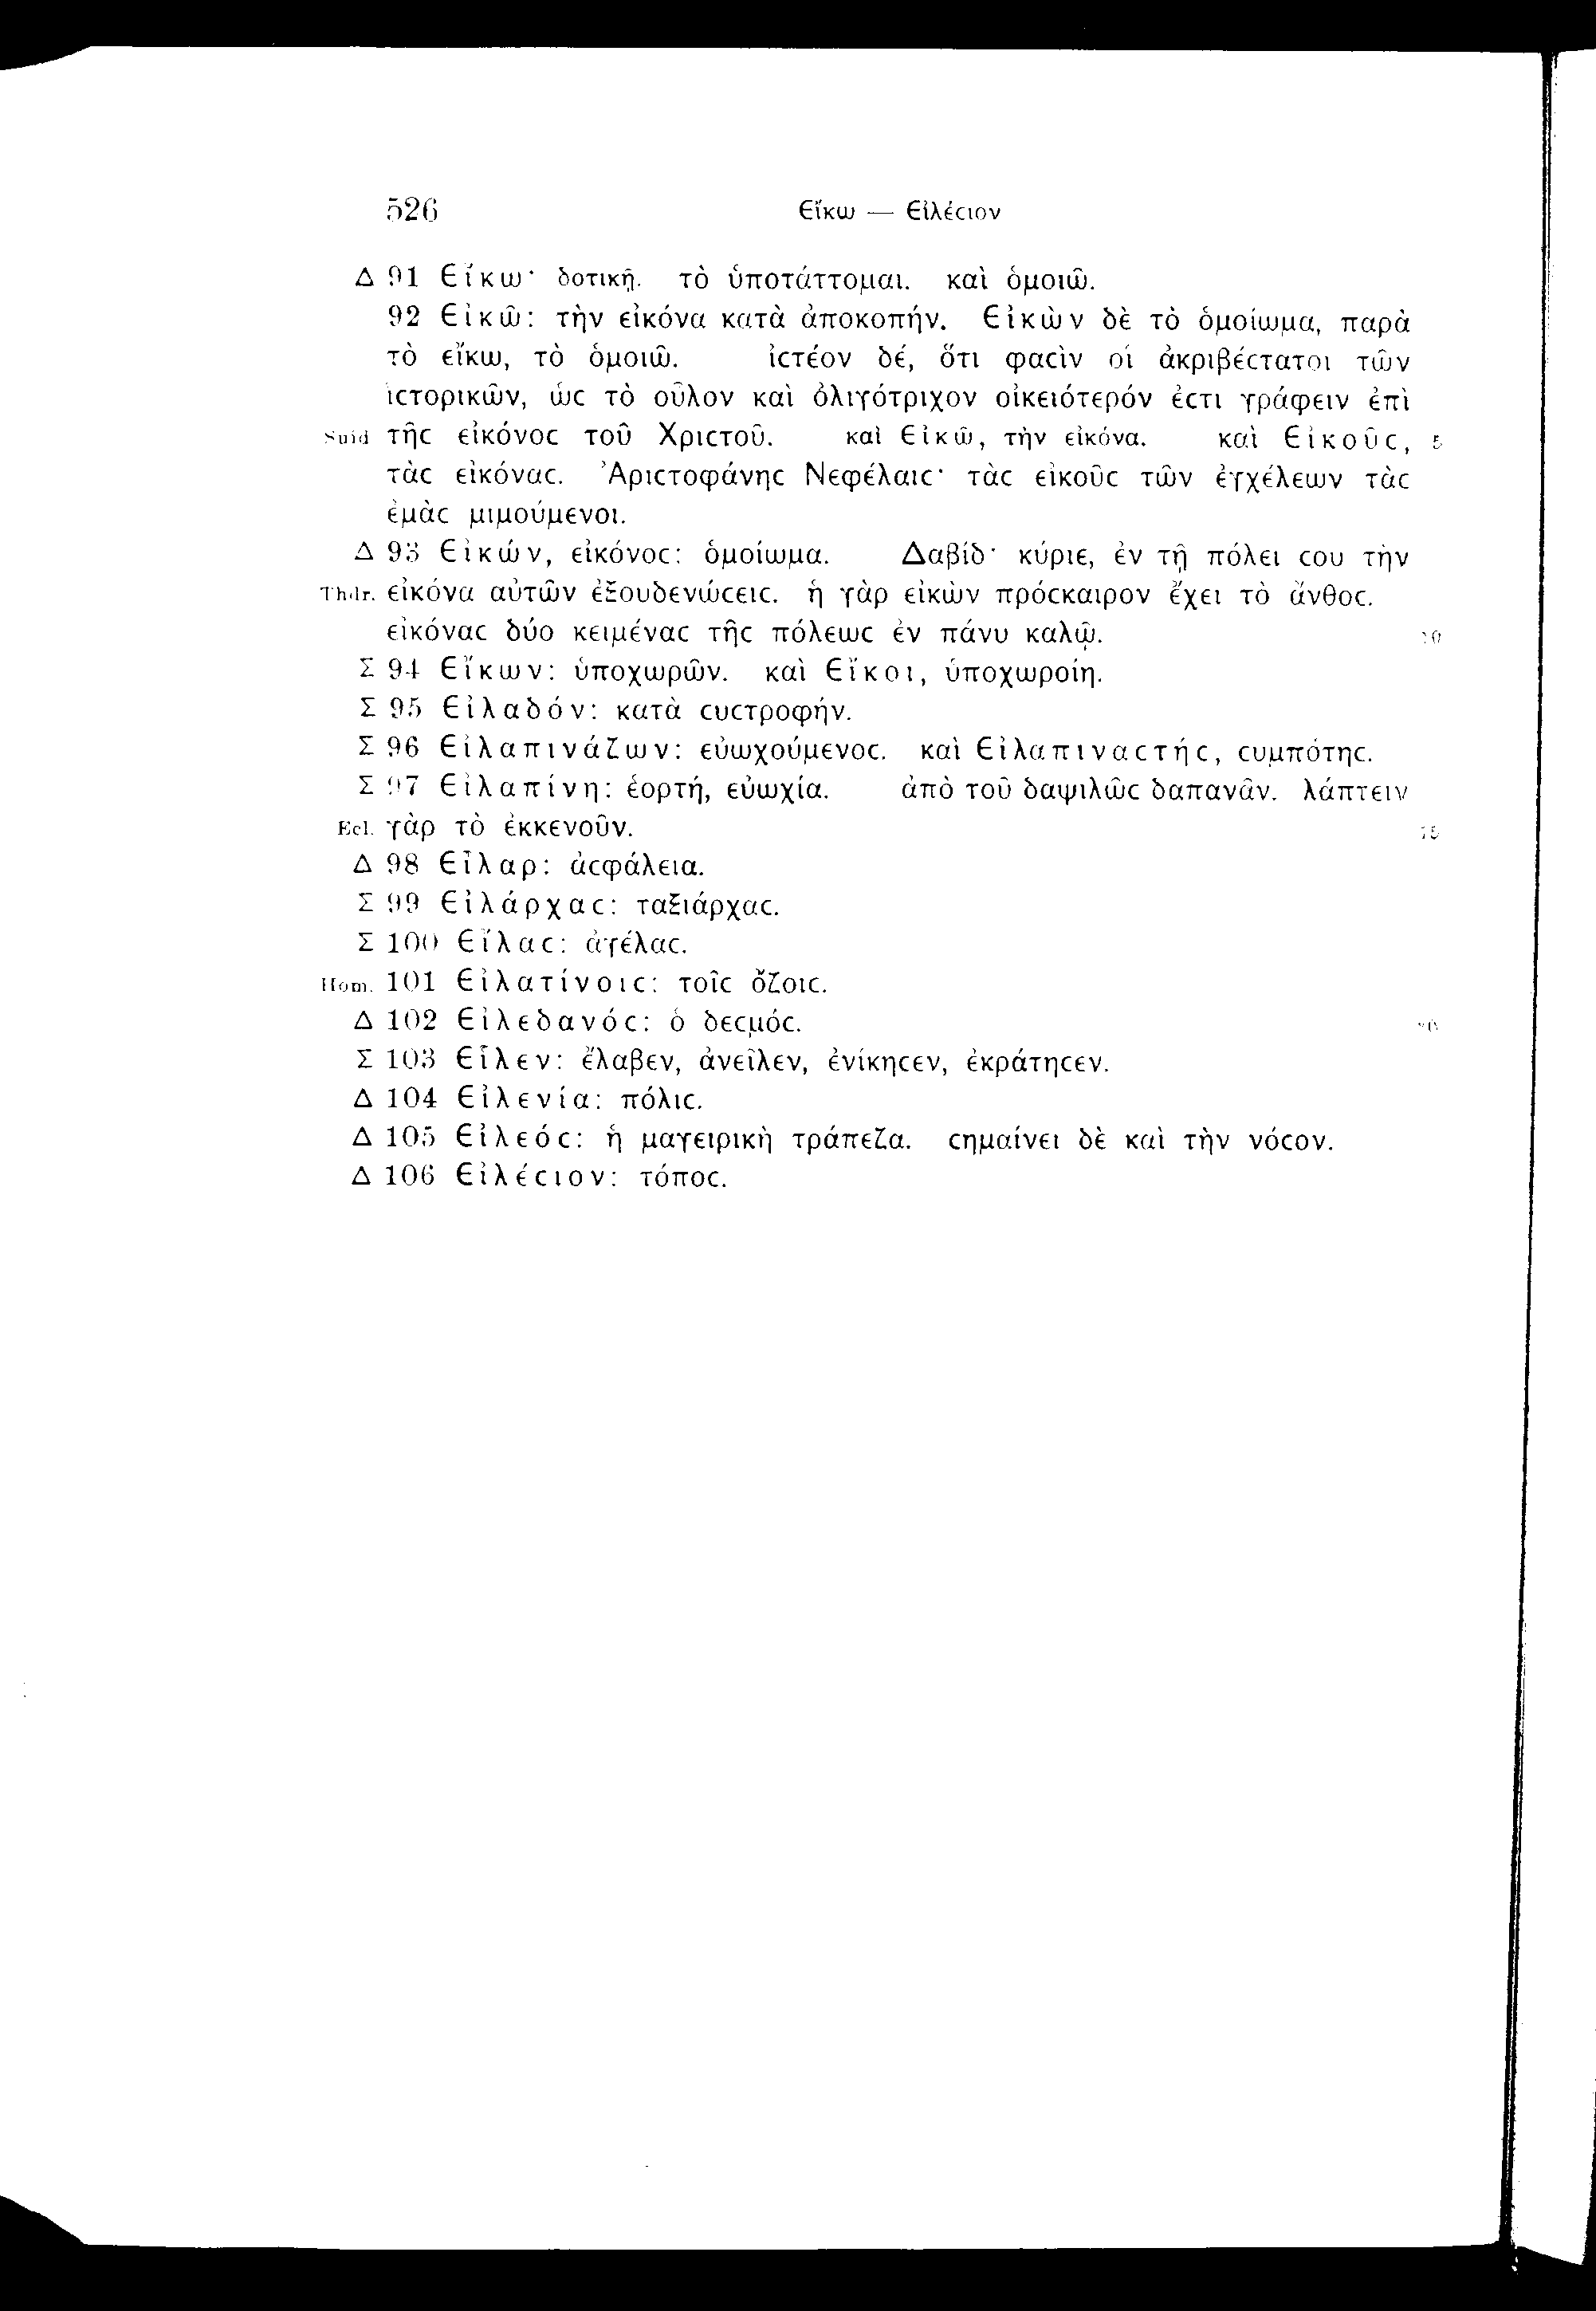 526 Εἴκω — Εἰλέϲιον
Δ 91 Εἴκω· δοτικῇ. τὸ ὑποτάττομαι. καὶ ὁμοιῶ.
92 Εἰκῶ: τὴν εἰκόνα κατὰ ἀποκοπήν. Εἰκὼν δὲ τὸ ὁμοίωμα, παρὰ
τὸ εἴκω, τὸ ὁμοιῶ. ἰϲτέον δέ, ὅτι φαϲὶν οἱ ἀκριβέϲτατοι τῶν
ἱϲτορικῶν, ὡϲ τὸ οὖλον καὶ ὀλιγότριχον οἰκειότερόν ἐϲτι γράφειν ἐπὶ
Suid τῆϲ εἰκόνοϲ τοῦ Χριϲτοῦ. καὶ Εἰκῶ, τὴν εἰκόνα. καὶ Εἰκοῦϲ, 5
τὰϲ εἰκόναϲ. Ἀριϲτοφάνηϲ Νεφέλαιϲ· τὰϲ εἰκοῦϲ τῶν ἐγχέλεων τὰϲ
ἐμὰϲ μιμούμενοι.
Δ 93 Εἰκών, εἰκόνοϲ: ὁμοίωμα. Δαβίδ· κύριε, ἐν τῇ πόλει ϲου τὴν
Thdr. εἰκόνα αὐτῶν ἐξουδενώϲειϲ. ἡ γὰρ εἰκὼν πρόϲκαιρον ἔχει τὸ ἄνθοϲ.
εἰκόναϲ δύο κειμέναϲ τῆϲ πόλεωϲ ἐν πάνυ καλῷ. 10
Σ 94 Εἴκων: ὑποχωρῶν. καὶ Εἴκοι, ὑποχωροίη.
Σ 95 Εἰλαδόν: κατὰ ϲυϲτροφήν.
Σ 96 Εἰλαπινάζων: εὐωχούμενοϲ. καὶ Εἰλαπιναϲτήϲ, ϲυμπότηϲ.
Σ 97 Εἰλαπίνη: ἑορτή, εὐωχία. ἀπὸ τοῦ δαψιλῶϲ δαπανᾶν. λάπτειν
Ecl. γὰρ τὸ ἐκκενοῦν. 15
Δ 98 Εἶλαρ: ἀϲφάλεια.
Σ 99 Εἰλάρχαϲ: ταξιάρχαϲ.
Σ 100 Εἴλαϲ: ἀγέλαϲ.
Hom. 101 Εἰλατίνοιϲ: τοῖϲ ὄζοιϲ.
Δ 102 Εἰλεδανόϲ: ὁ δεϲμόϲ. 20
Σ 103 Εἷλεν: ἔλαβεν, ἀνεῖλεν, ἐνίκηϲεν, ἐκράτηϲεν.
Δ 104 Εἰλενία: πόλιϲ.
Δ 105 Εἰλεόϲ: ἡ μαγειρικὴ τράπεζα. ϲημαίνει δὲ καὶ τὴν νόϲον.
Δ 106 Εἰλέϲιον: τόποϲ.